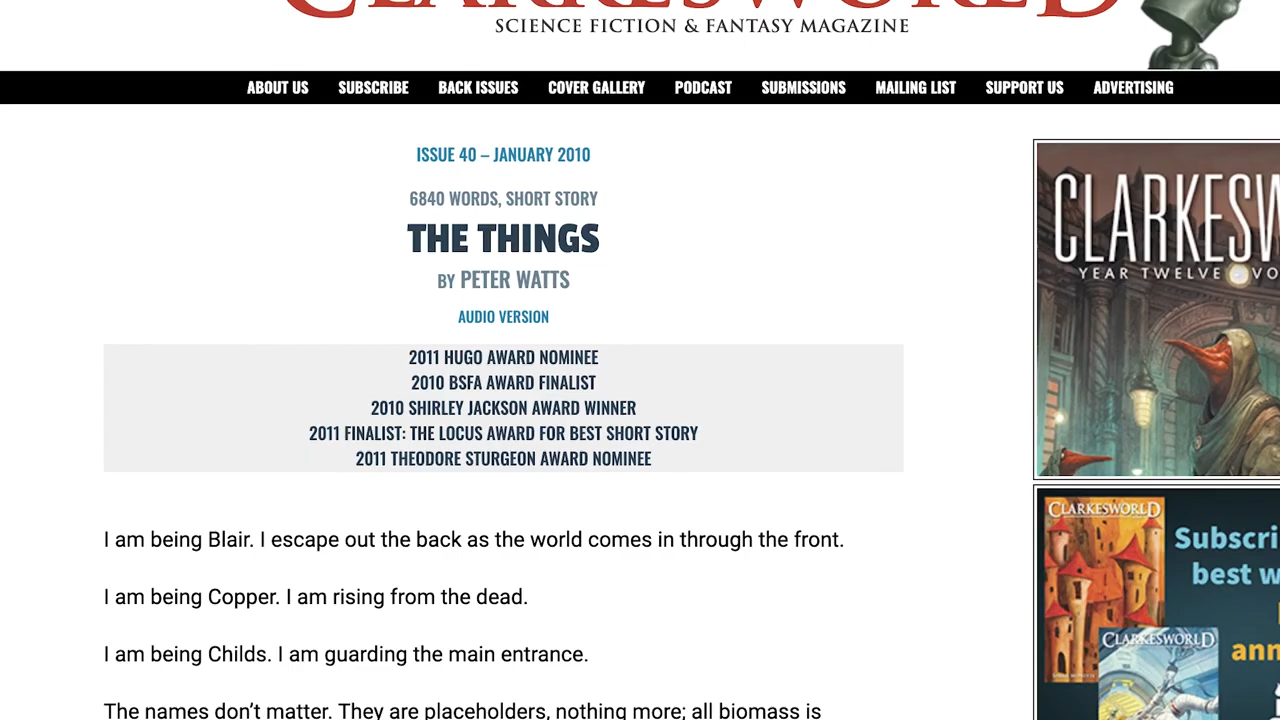 CLARKESWORLD
SCIENCE FICTION & FANTASY MAGAZINE
ABOUT US SUBSCRIBE BACK ISSUES COVER GALLERY PODCAST SUBMISSIONS MAILING LIST SUPPORT US ADVERTISING
ISSUE 40 – JANUARY 2010
6840 WORDS, SHORT STORY
THE THINGS
BY PETER WATTS
AUDIO VERSION
2011 HUGO AWARD NOMINEE
2010 BSFA AWARD FINALIST
2010 SHIRLEY JACKSON AWARD WINNER
2011 FINALIST: THE LOCUS AWARD FOR BEST SHORT STORY
2011 THEODORE STURGEON AWARD NOMINEE
I am being Blair. I escape out the back as the world comes in through the front.
I am being Copper. I am rising from the dead.
I am being Childs. I am guarding the main entrance.
The names don’t matter. They are placeholders, nothing more; all biomass is
CLARKESW
YEAR TWELVE VO
CLARKESWORLD
Subscri
best w
ann
CLARKESWORLD